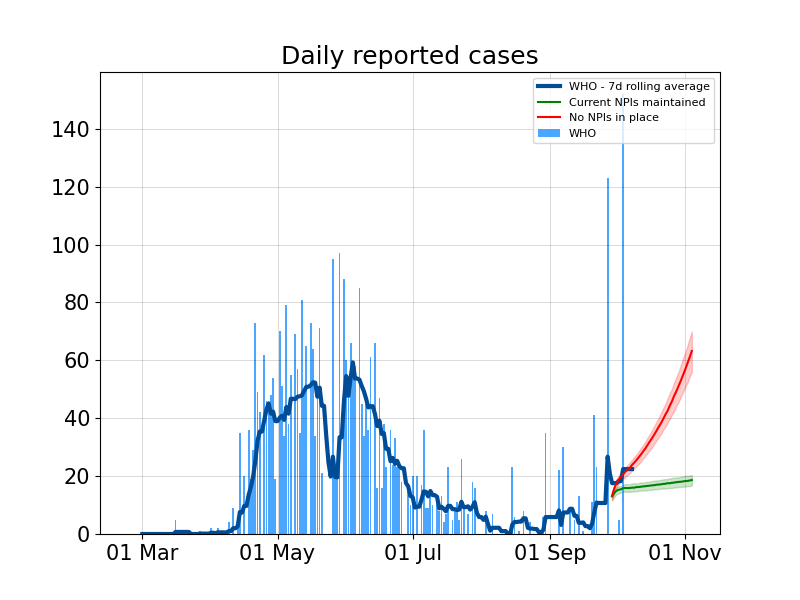 Daily reported cases
WHO - 7d rolling average
Current NPIs maintained
No NPIs in place
WHO
140
120
100
80
60
40
20
0
01 Mar
01 May
01 Jul
01 Sep
01 Nov